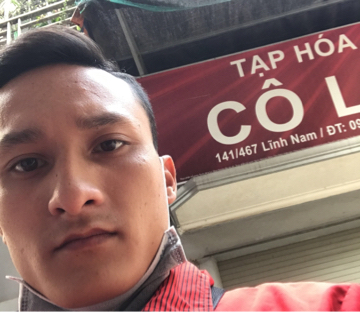 TẠP HÓA
CÔ L
141/467 Lĩnh Nam / ĐT: 09